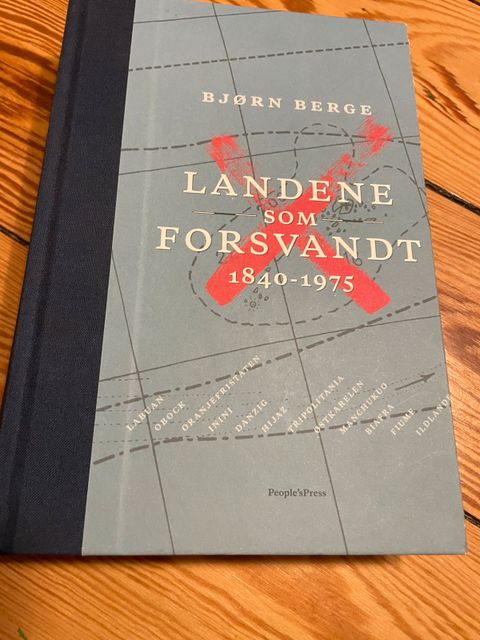 BJØRN BERGE
LANDENE
SOM
FORSVANDT
1840-1975
LABUAN
OBOCK
ORANJEFRISTATEN
ININI
DANZIG
HIJAZ
TRIPOLITANIA
ØSTKARELEN
MANCHUKUO
BIAFRA
FIUME
ILDLANDET
People'sPress